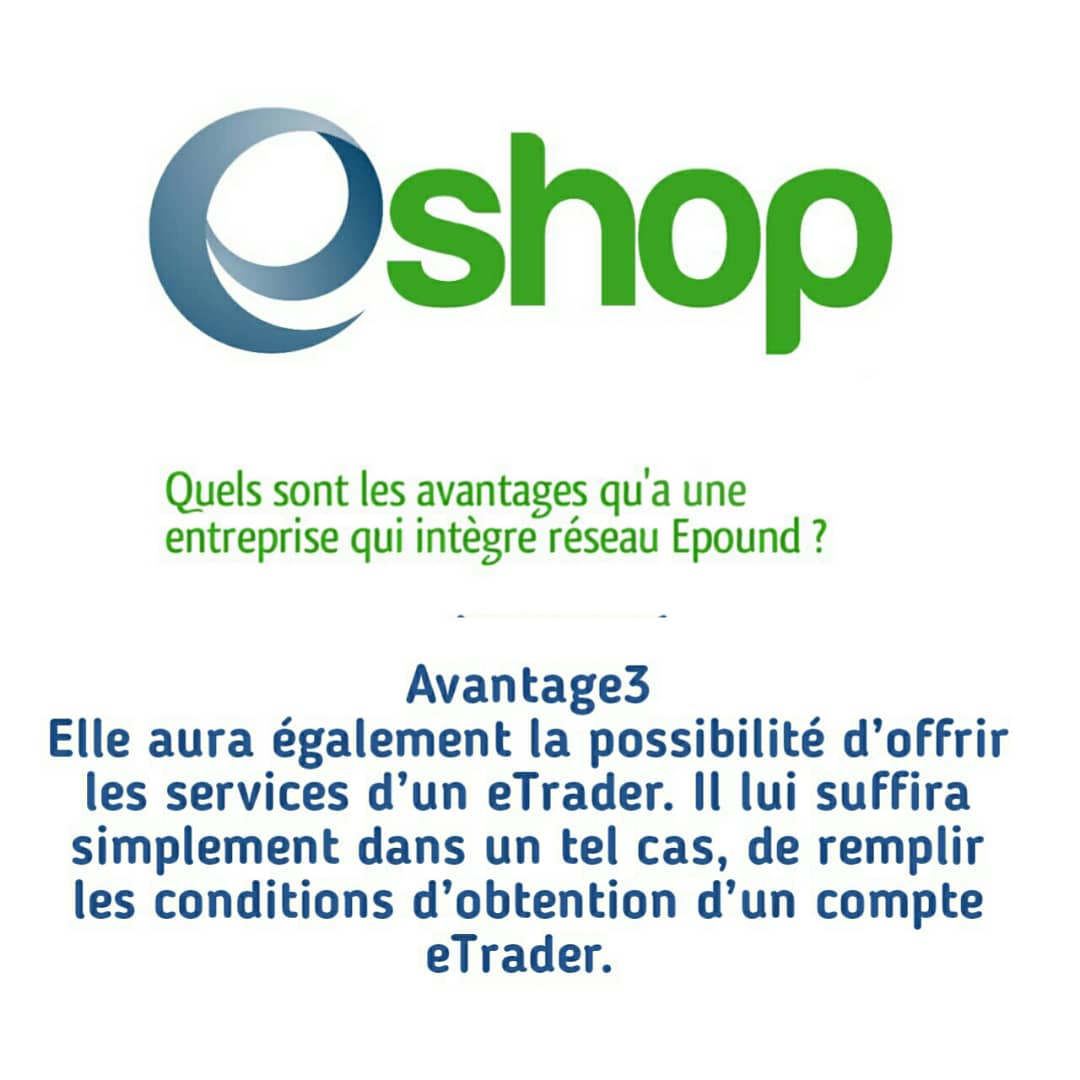 eshop
Quels sont les avantages qu'a une
entreprise qui intègre réseau Epound ?
Avantage3
Elle aura également la possibilité d’offrir
les services d’un eTrader. Il lui suffira
simplement dans un tel cas, de remplir
les conditions d’obtention d’un compte
eTrader.